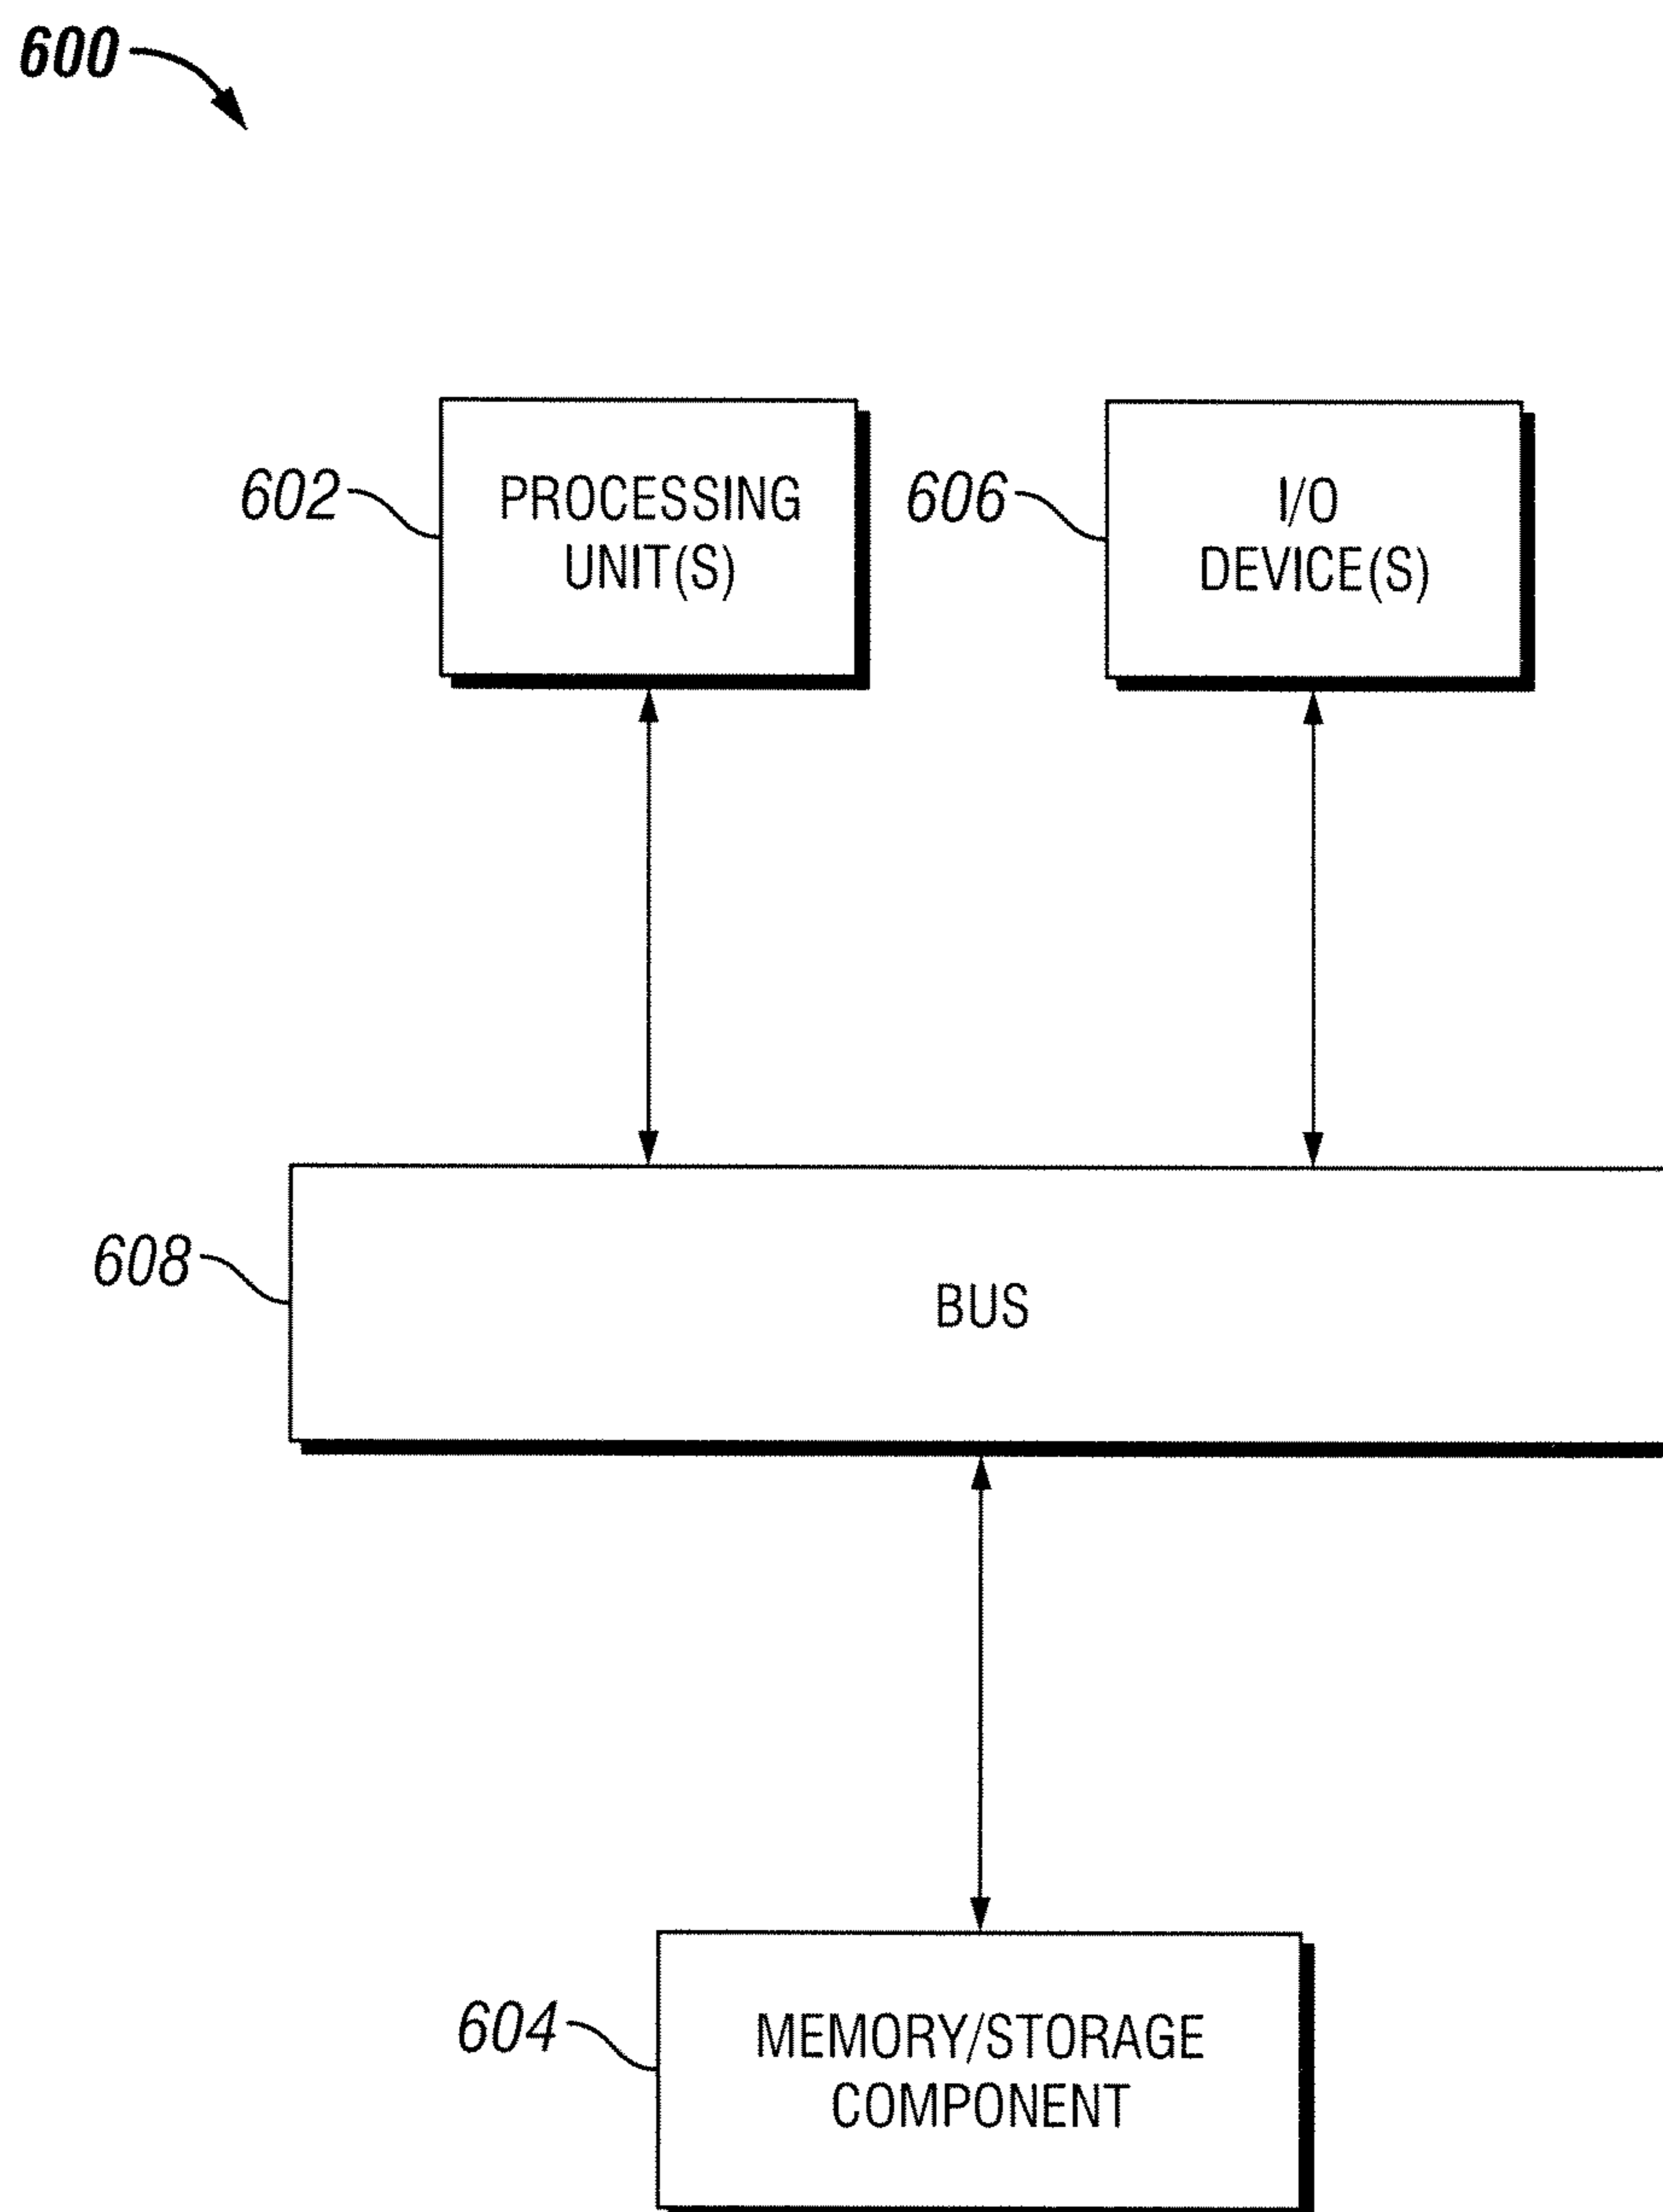 600
602
PROCESSING
UNIT(S)
606
I/O
DEVICE(S)
608
BUS
604
MEMORY/STORAGE
COMPONENT